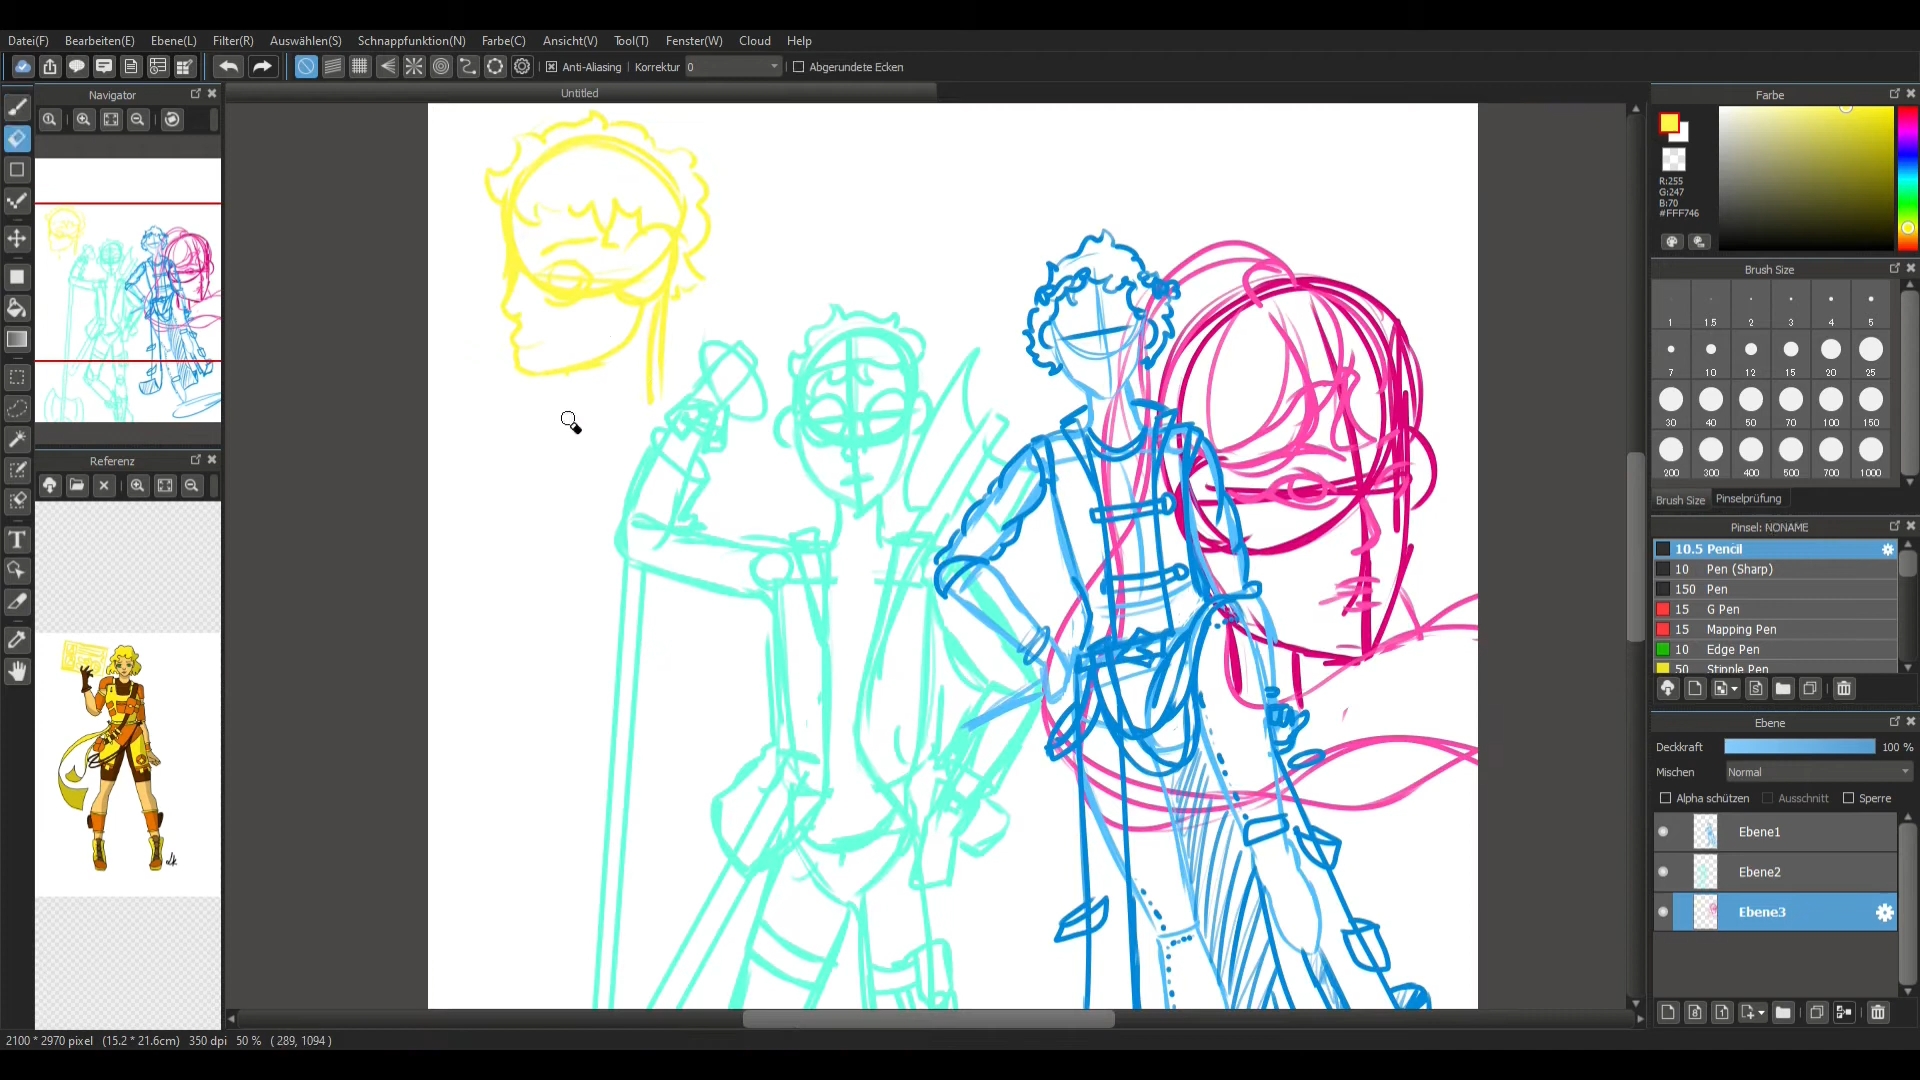 Datei(F) Bearbeiten(E) Ebene(L) Filter(R) Auswählen(S) Schnappfunktion(N) Farbe(C) Ansicht(V) Tool(T) Fenster(W) Cloud Help
Anti-Aliasing Korrektur 0 Abgerundete Ecken
Navigator
Untitled
Farbe
R:255
G:247
B:70
#FFF746
Brush Size
1 1.5 2 3 4 5
7 10 12 15 20 25
30 40 50 70 100 150
200 300 400 500 700 1000
Brush Size Pinselprüfung
Referenz
Pinsel: NONAME
10.5 Pencil
10 Pen (Sharp)
150 Pen
15 G Pen
15 Mapping Pen
10 Edge Pen
50 Stipple Pen
Ebene
Deckkraft 100 %
Mischen Normal
Alpha schützen Ausschnitt Sperre
Ebene1
Ebene2
Ebene3
2100 * 2970 pixel (15.2 * 21.6cm) 350 dpi 50 % ( 289, 1094 )